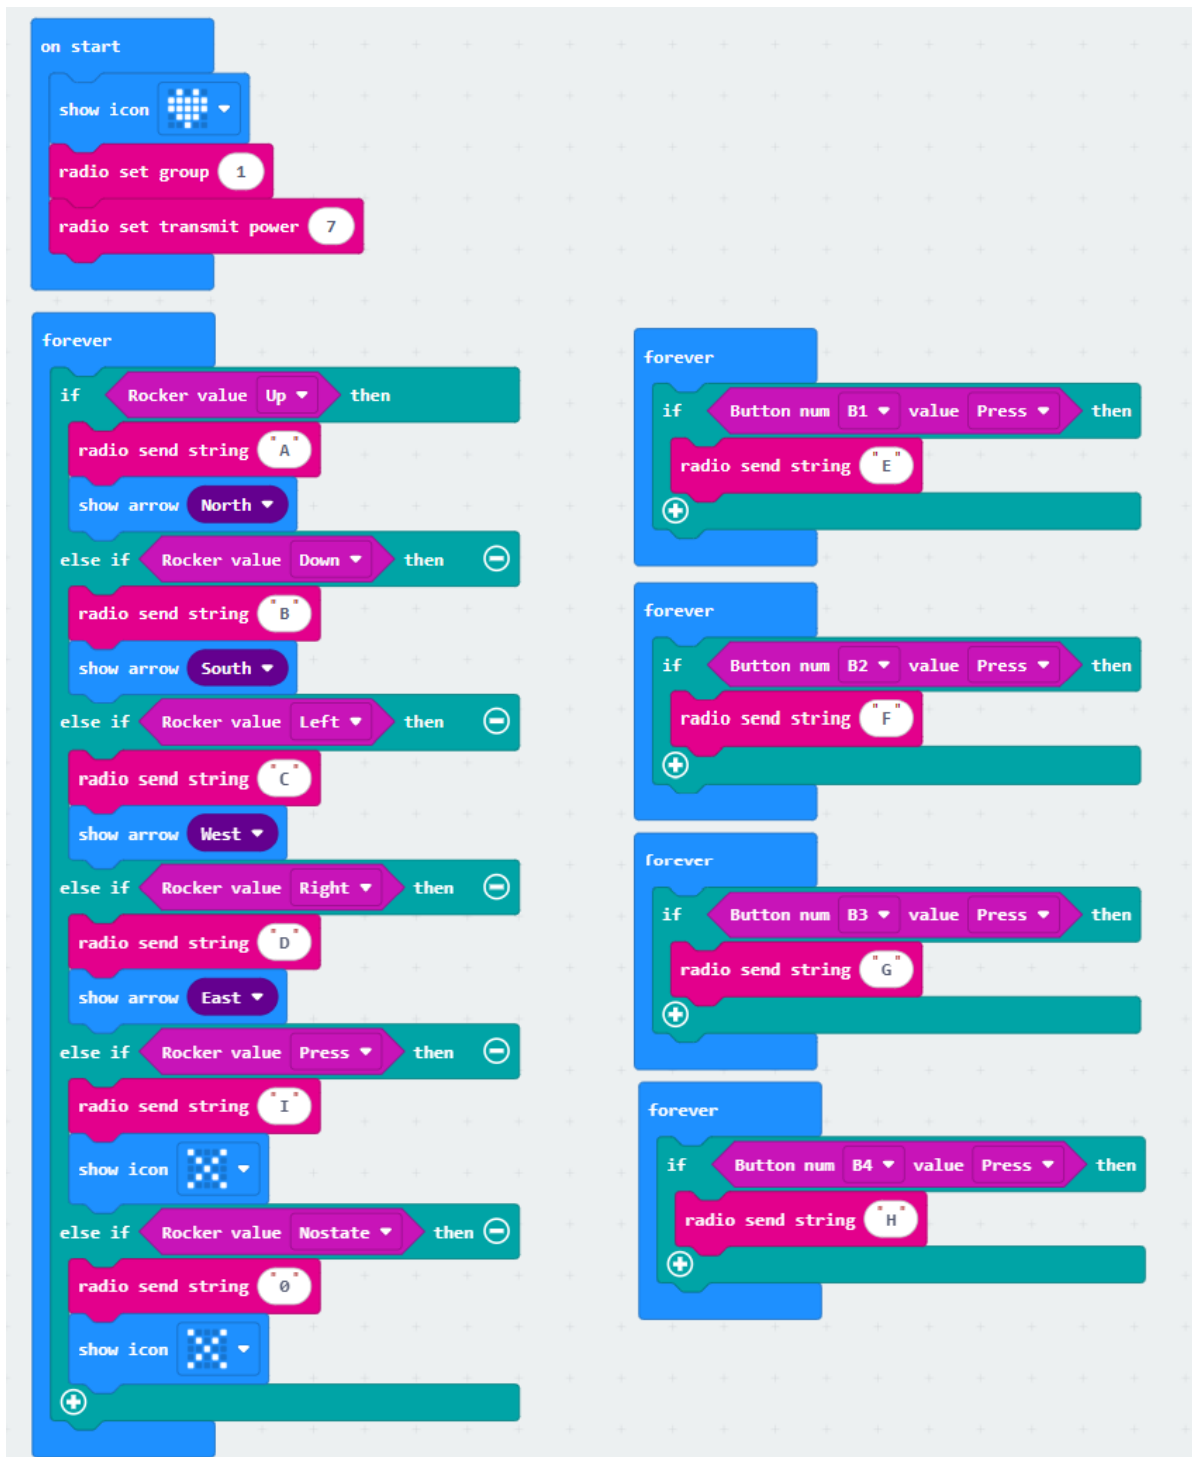 on start
show icon
radio set group 1
radio set transmit power 7
forever
if Rocker value Up then
radio send string "A"
show arrow North
else if Rocker value Down then
radio send string "B"
show arrow South
else if Rocker value Left then
radio send string "C"
show arrow West
else if Rocker value Right then
radio send string "D"
show arrow East
else if Rocker value Press then
radio send string "I"
show icon
else if Rocker value Nostate then
radio send string "0"
show icon
forever
if Button num B1 value Press then
radio send string "E"
forever
if Button num B2 value Press then
radio send string "F"
forever
if Button num B3 value Press then
radio send string "G"
forever
if Button num B4 value Press then
radio send string "H"